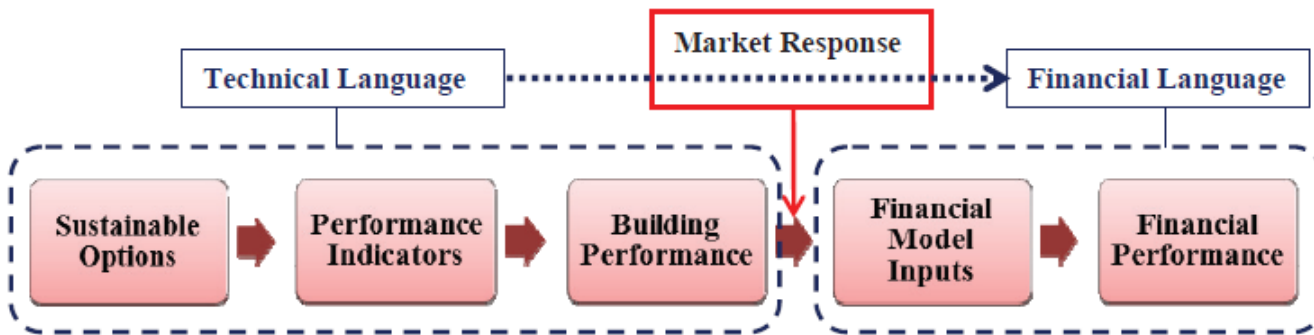 Market Response
Technical Language
Financial Language
Sustainable
Options
Performance
Indicators
Building
Performance
Financial
Model
Inputs
Financial
Performance